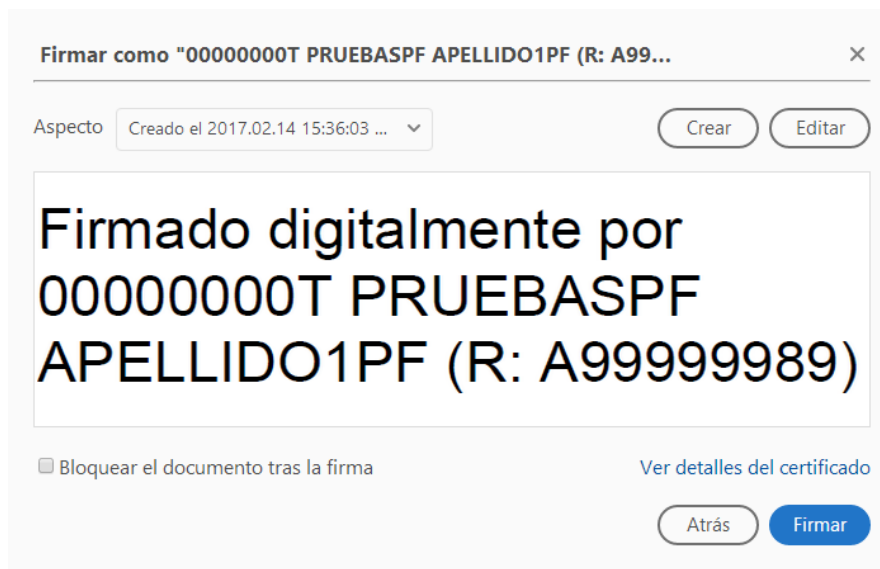 Firmar como "00000000T PRUEBASPF APELLIDO1PF (R: A99...
Aspecto Creado el 2017.02.14 15:36:03 ... Crear Editar
Firmado digitalmente por
00000000T PRUEBASPF
APELLIDO1PF (R: A99999989)
Bloquear el documento tras la firma Ver detalles del certificado
Atrás Firmar